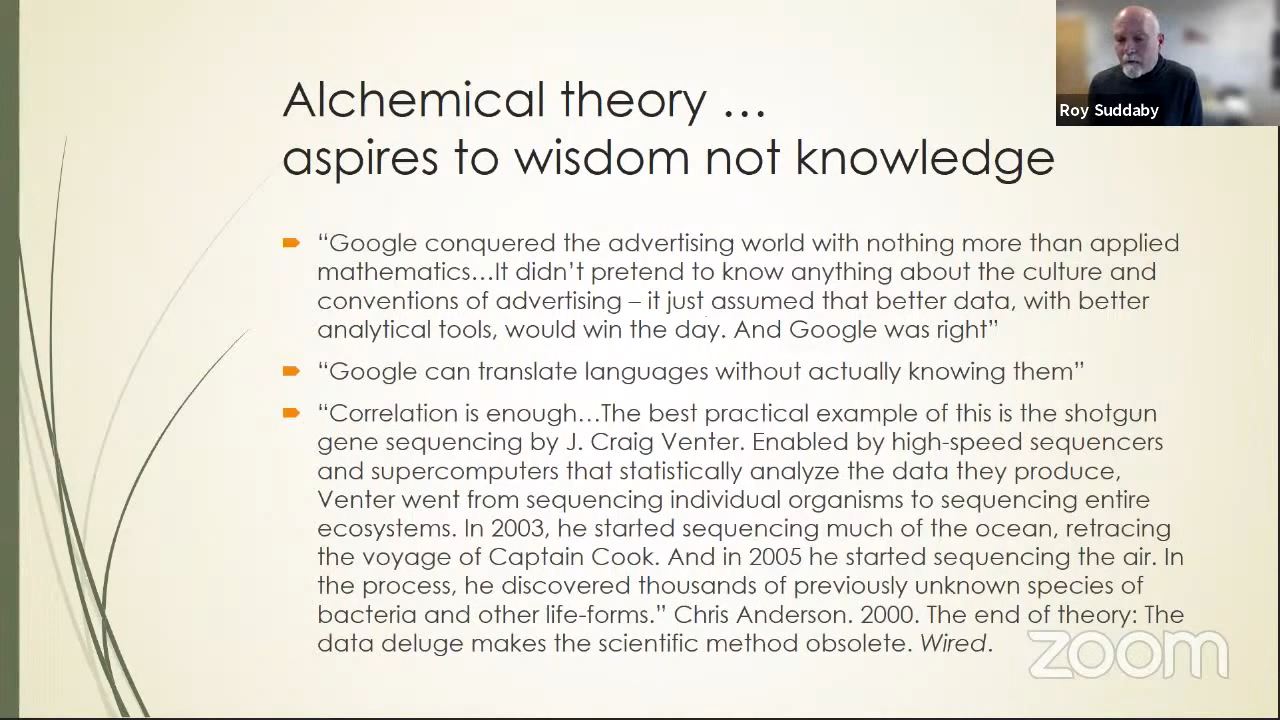 Alchemical theory …
aspires to wisdom not knowledge
Roy Suddaby
“Google conquered the advertising world with nothing more than applied
mathematics…It didn’t pretend to know anything about the culture and
conventions of advertising – it just assumed that better data, with better
analytical tools, would win the day. And Google was right”
“Google can translate languages without actually knowing them”
“Correlation is enough…The best practical example of this is the shotgun
gene sequencing by J. Craig Venter. Enabled by high-speed sequencers
and supercomputers that statistically analyze the data they produce,
Venter went from sequencing individual organisms to sequencing entire
ecosystems. In 2003, he started sequencing much of the ocean, retracing
the voyage of Captain Cook. And in 2005 he started sequencing the air. In
the process, he discovered thousands of previously unknown species of
bacteria and other life-forms.” Chris Anderson. 2000. The end of theory: The
data deluge makes the scientific method obsolete. Wired.
zoom